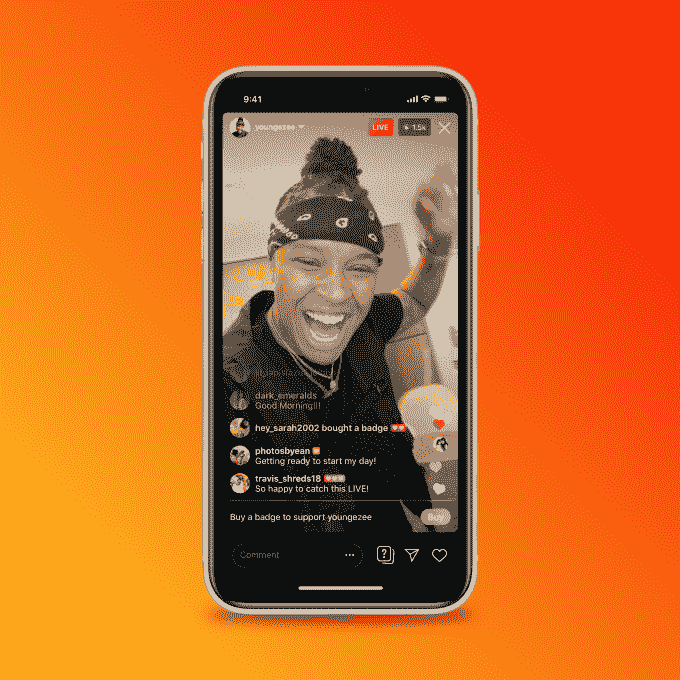 9:41
youngezee
LIVE
1.5k
dark_emeralds
Good Morning!!!
hey_sarah2002 bought a badge
photosbyean
Getting ready to start my day!
travis_shreds18
So happy to catch this LIVE!
Buy a badge to support youngezee
Buy
Comment